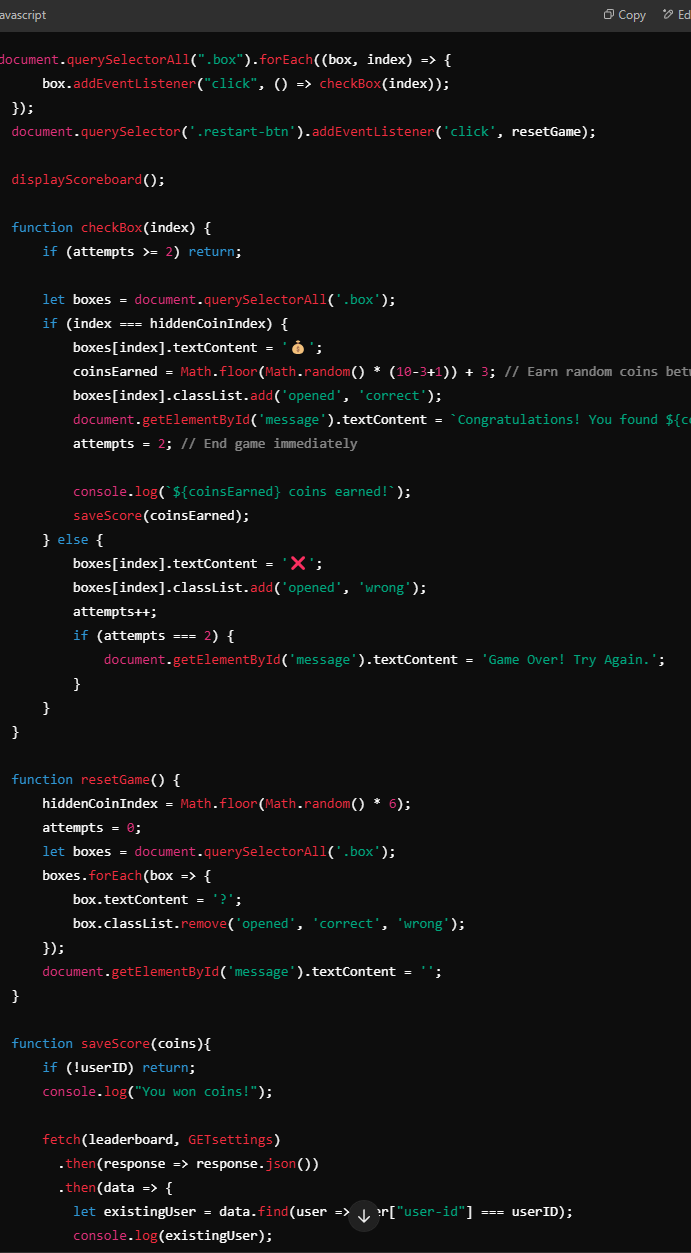 avascript
Copy
Ed
document.querySelectorAll(".box").forEach((box, index) => {
    box.addEventListener("click", () => checkBox(index));
});
document.querySelector('.restart-btn').addEventListener('click', resetGame);

displayScoreboard();

function checkBox(index) {
    if (attempts >= 2) return;

    let boxes = document.querySelectorAll('.box');
    if (index === hiddenCoinIndex) {
        boxes[index].textContent = '💰';
        coinsEarned = Math.floor(Math.random() * (10-3+1)) + 3; // Earn random coins bet
        boxes[index].classList.add('opened', 'correct');
        document.getElementById('message').textContent = `Congratulations! You found ${c
        attempts = 2; // End game immediately

        console.log(`${coinsEarned} coins earned!`);
        saveScore(coinsEarned);
    } else {
        boxes[index].textContent = '❌';
        boxes[index].classList.add('opened', 'wrong');
        attempts++;
        if (attempts === 2) {
            document.getElementById('message').textContent = 'Game Over! Try Again.';
        }
    }
}

function resetGame() {
    hiddenCoinIndex = Math.floor(Math.random() * 6);
    attempts = 0;
    let boxes = document.querySelectorAll('.box');
    boxes.forEach(box => {
        box.textContent = '?';
        box.classList.remove('opened', 'correct', 'wrong');
    });
    document.getElementById('message').textContent = '';
}

function saveScore(coins){
    if (!userID) return;
    console.log("You won coins!");

    fetch(leaderboard, GETsettings)
      .then(response => response.json())
      .then(data => {
        let existingUser = data.find(user => er["user-id"] === userID);
        console.log(existingUser);